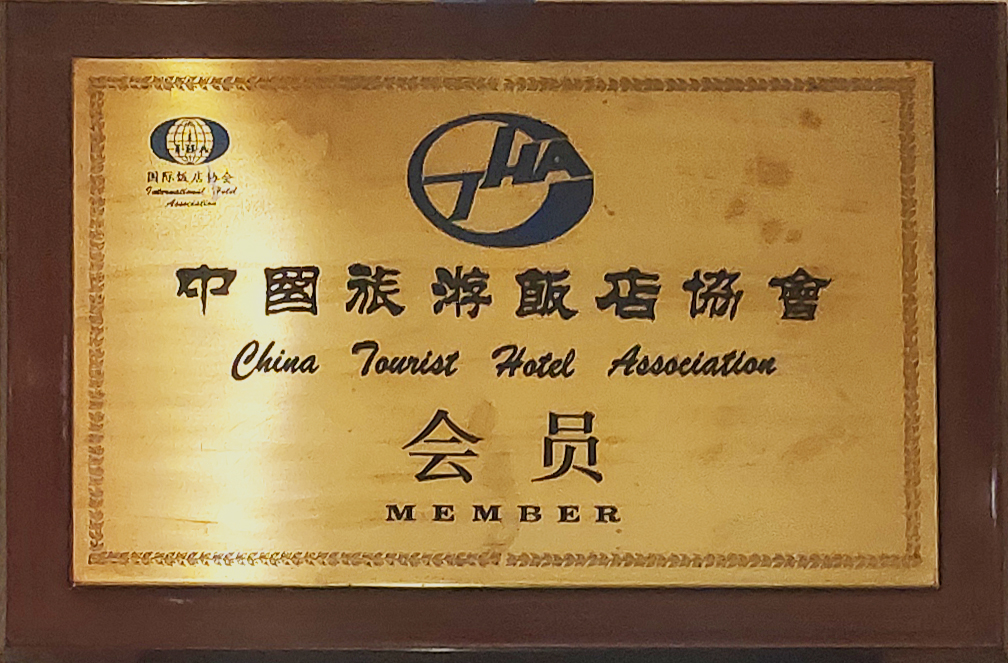 IHA
国际饭店协会
International Hotel
Association
THA
中國旅游飯店協會
China Tourist Hotel Association
会员
MEMBER